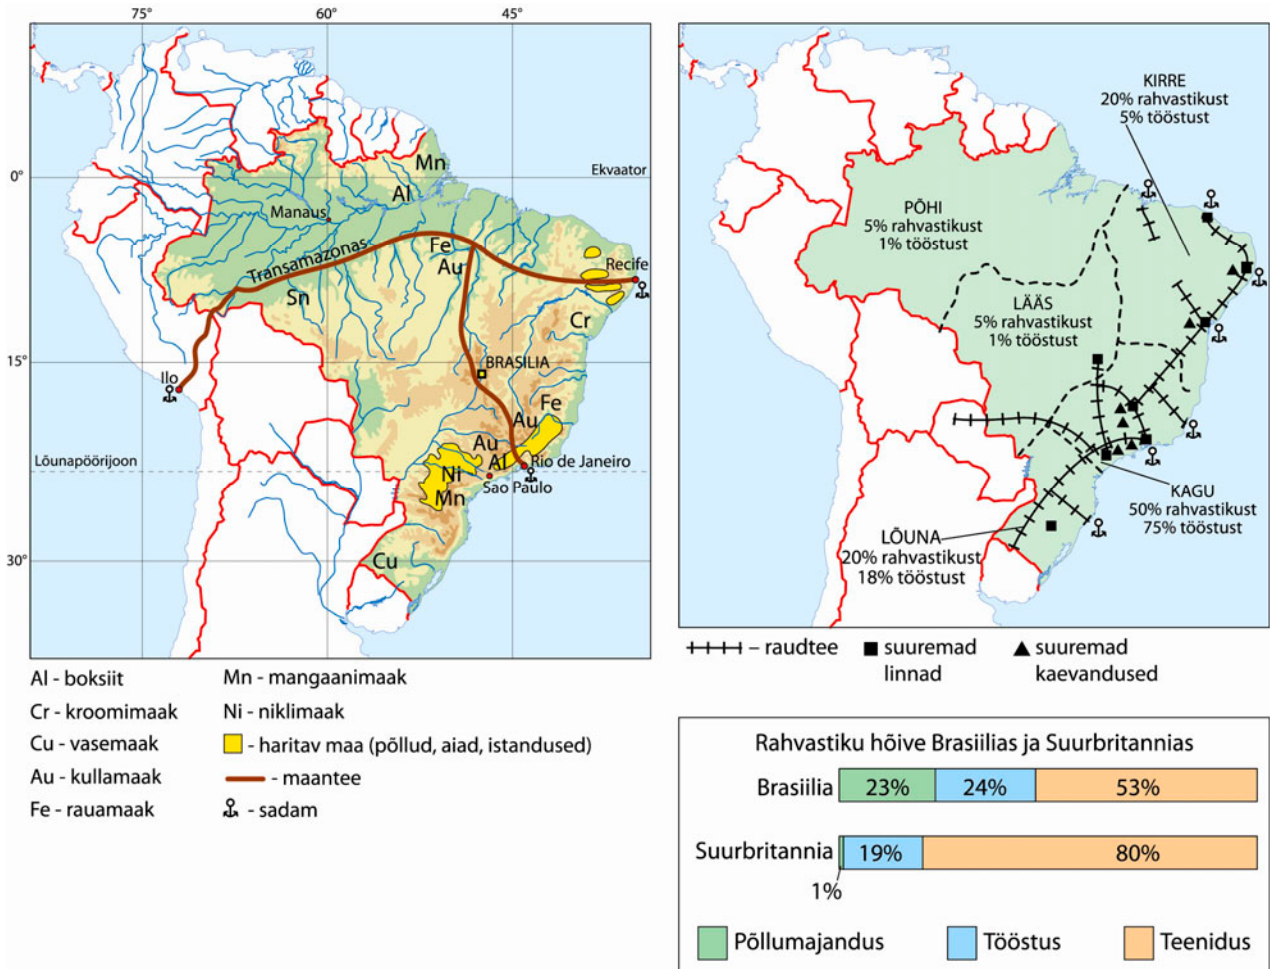 75°
60°
45°
0°
15°
30°
Ekvaator
Lõunapöörijoon
Mn
Al
Manaus
Transamazonas
Fe
Au
Recife
Sn
Cr
Ilo
BRASILIA
Fe
Au
Au
Al
Rio de Janeiro
Ni
Sao Paulo
Mn
Cu
Al - boksiit
Cr - kroomimaak
Cu - vasemaak
Au - kullamaak
Fe - rauamaak
Mn - mangaanimaak
Ni - niklimaak
- haritav maa (põllud, aiad, istandused)
- maantee
- sadam
KIRRE
20% rahvastikust
5% tööstust
PÕHI
5% rahvastikust
1% tööstust
LÄÄS
5% rahvastikust
1% tööstust
KAGU
50% rahvastikust
75% tööstust
LÕUNA
20% rahvastikust
18% tööstust
– raudtee
suuremad
linnad
suuremad
kaevandused
Rahvastiku hõive Brasiilias ja Suurbritannias
Brasiilia
23%
24%
53%
Suurbritannia
19%
80%
1%
Põllumajandus
Tööstus
Teenidus